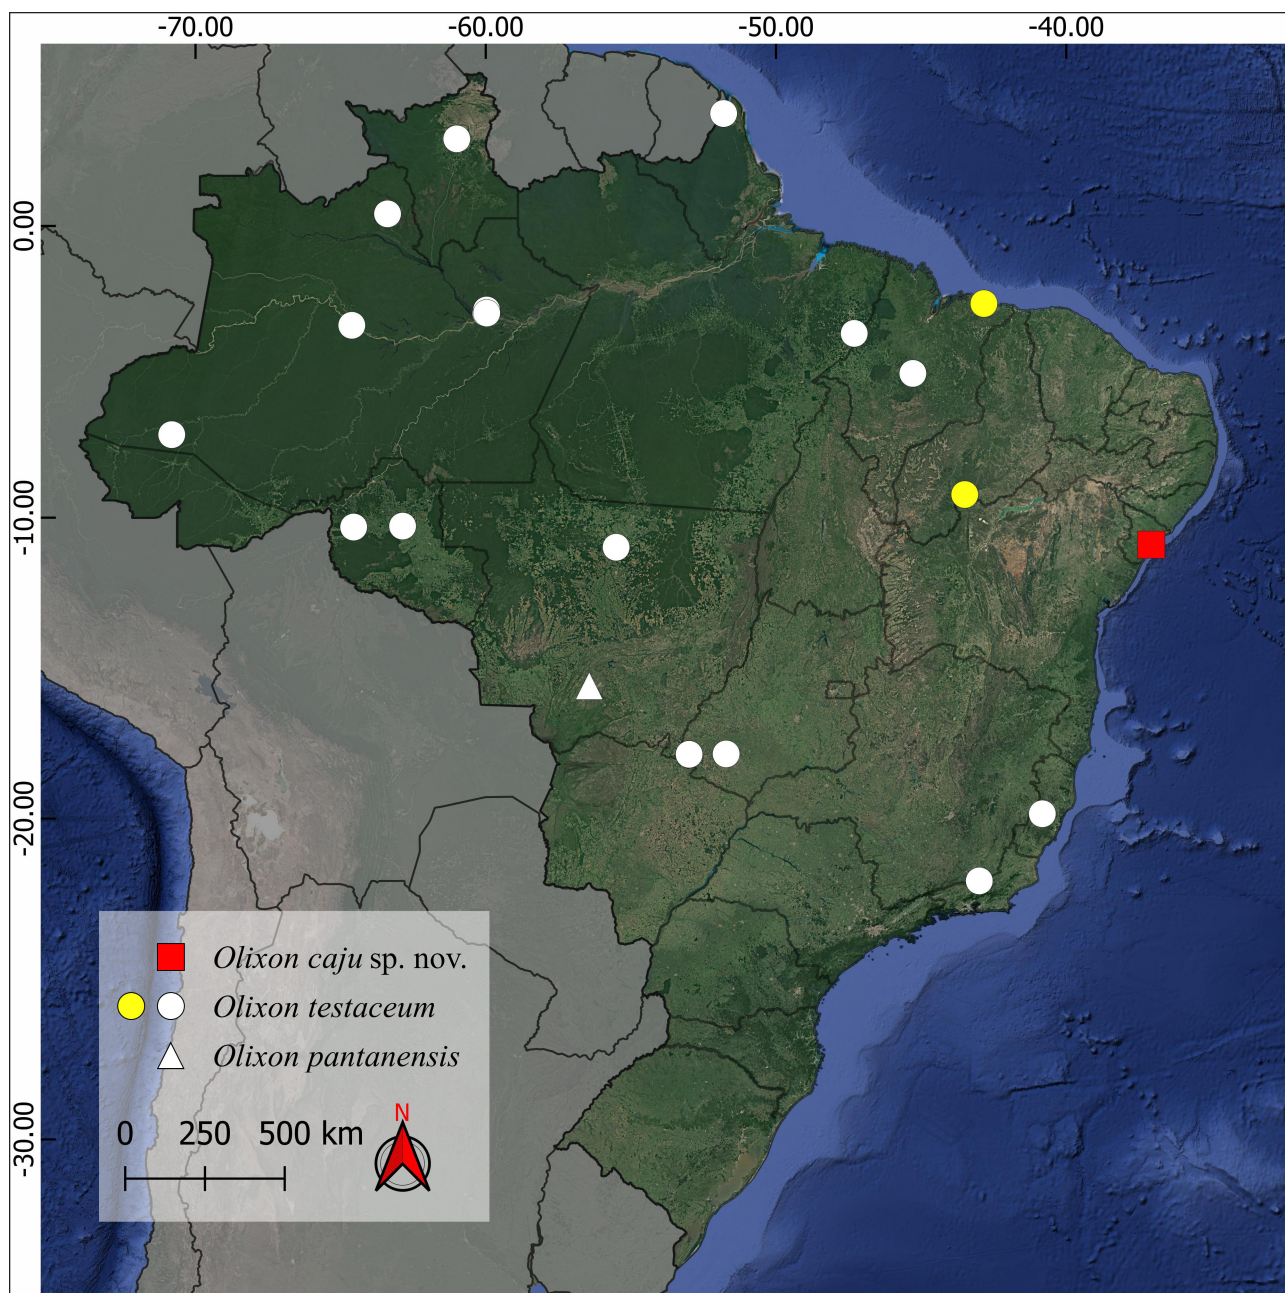 -70.00 -60.00 -50.00 -40.00
0.00
-10.00
-20.00
-30.00
Olixon caju sp. nov.
Olixon testaceum
Olixon pantanensis
N
0 250 500 km